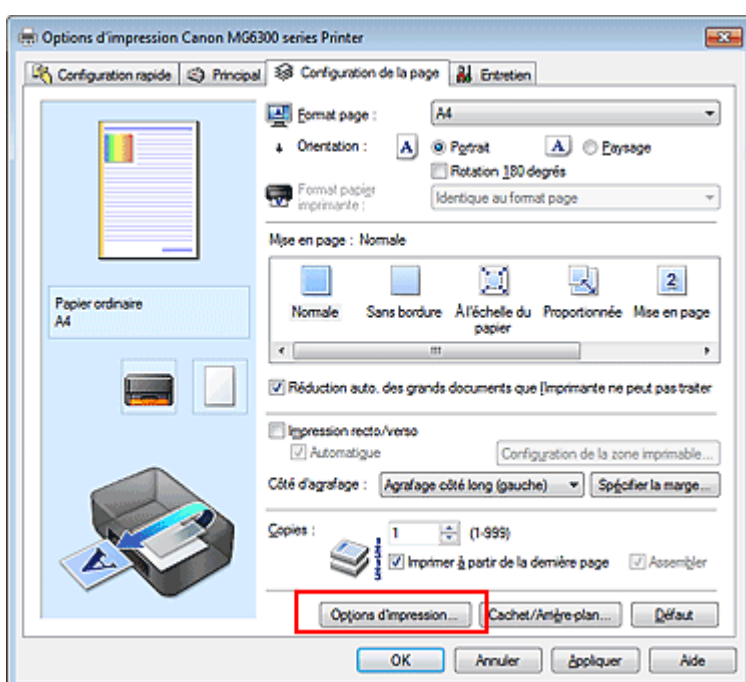 Options d'impression Canon MG6300 series Printer
Configuration rapide Principal Configuration de la page Entretien
Format page : A4
Orientation : A Portrait A Paysage
Rotation 180 degrés
Format papier
imprimante : Identique au format page
Mise en page : Normale
2
Normale Sans bordure À l'échelle du papier Proportionnée Mise en page
Papier ordinaire
A4
Réduction auto. des grands documents que l'imprimante ne peut pas traiter
Impression recto/verso
Automatique Configuration de la zone imprimable...
Côté d'agrafage : Agrafage côté long (gauche) Spécifier la marge...
Copies : 1 (1-999)
Imprimer à partir de la dernière page Assembler
A
Options d'impression... Cachet/Arrière-plan... Défaut
OK Annuler Appliquer Aide